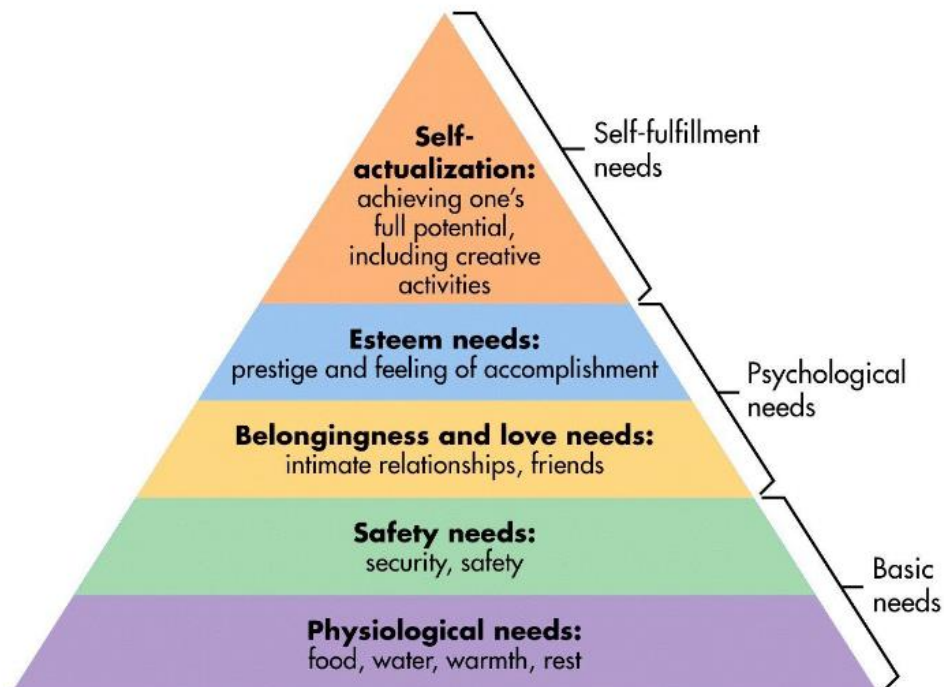 Self-
actualization:
achieving one's
full potential,
including creative
activities
Self-fulfillment
needs
Esteem needs:
prestige and feeling of accomplishment
Psychological
needs
Belongingness and love needs:
intimate relationships, friends
Safety needs:
security, safety
Basic
needs
Physiological needs:
food, water, warmth, rest